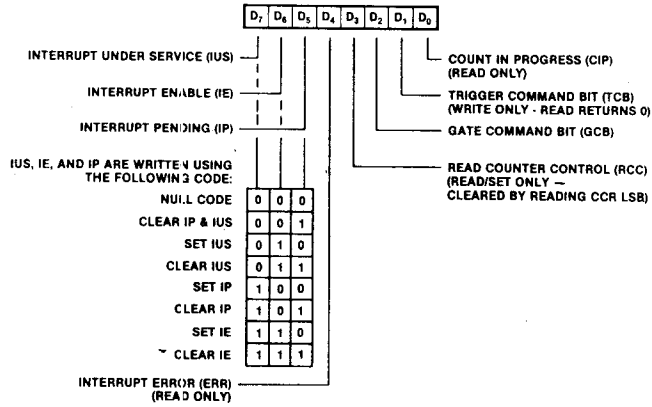 D7 D6 D5 D4 D3 D2 D1 D0
INTERRUPT UNDER SERVICE (IUS)
INTERRUPT ENABLE (IE)
INTERRUPT PENDING (IP)
IUS, IE, AND IP ARE WRITTEN USING
THE FOLLOWING CODE:
NULL CODE 0 0 0
CLEAR IP & IUS 0 0 1
SET IUS 0 1 0
CLEAR IUS 0 1 1
SET IP 1 0 0
CLEAR IP 1 0 1
SET IE 1 1 0
CLEAR IE 1 1 1
INTERRUPT ERROR (ERR)
(READ ONLY)
COUNT IN PROGRESS (CIP)
(READ ONLY)
TRIGGER COMMAND BIT (TCB)
(WRITE ONLY - READ RETURNS 0)
GATE COMMAND BIT (GCB)
READ COUNTER CONTROL (RCC)
(READ/SET ONLY —
CLEARED BY READING CCR LSB)